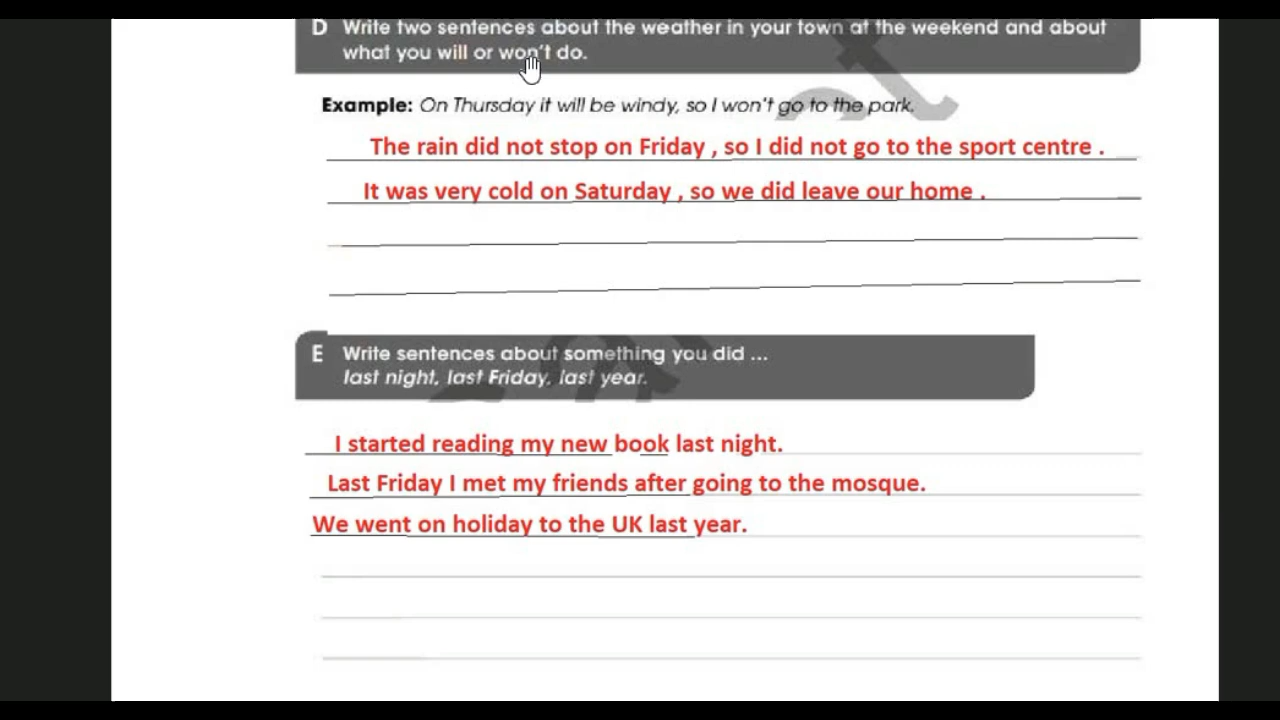 D Write two sentences about the weather in your town at the weekend and about
what you will or won't do.
Example: On Thursday it will be windy, so I won't go to the park.
The rain did not stop on Friday , so I did not go to the sport centre .
It was very cold on Saturday , so we did leave our home .
E Write sentences about something you did ...
last night, last Friday, last year.
I started reading my new book last night.
Last Friday I met my friends after going to the mosque.
We went on holiday to the UK last year.